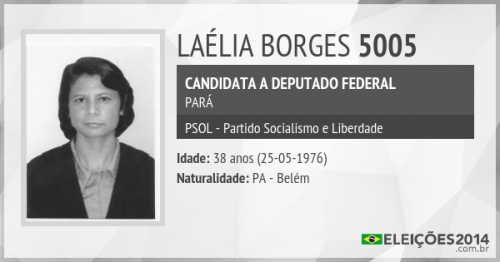 LAÉLIA BORGES 5005
CANDIDATA A DEPUTADO FEDERAL
PARÁ
PSOL - Partido Socialismo e Liberdade
Idade: 38 anos (25-05-1976)
Naturalidade: PA - Belém
ELEIÇÕES2014
.com.br